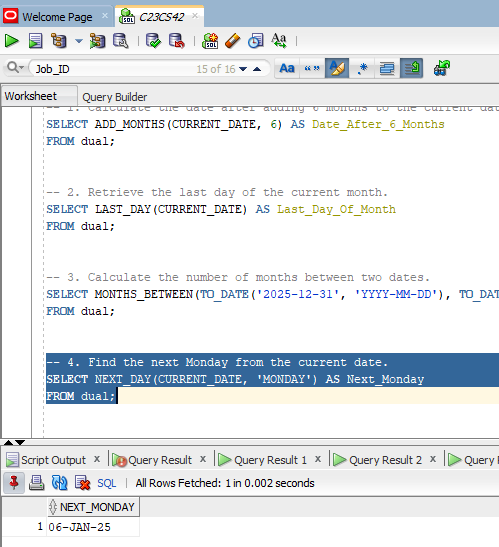 Welcome Page
C23CS42
Job_ID
15 of 16
Aa
Worksheet
Query Builder
-- 1. Calculate the date after adding 6 months to the current dat
SELECT ADD_MONTHS(CURRENT_DATE, 6) AS Date_After_6_Months
FROM dual;
-- 2. Retrieve the last day of the current month.
SELECT LAST_DAY(CURRENT_DATE) AS Last_Day_Of_Month
FROM dual;
-- 3. Calculate the number of months between two dates.
SELECT MONTHS_BETWEEN(TO_DATE('2025-12-31', 'YYYY-MM-DD'), TO_DAT
FROM dual;
-- 4. Find the next Monday from the current date.
SELECT NEXT_DAY(CURRENT_DATE, 'MONDAY') AS Next_Monday
FROM dual;
Script Output x Query Result x Query Result 1 x Query Result 2 x Query
SQL | All Rows Fetched: 1 in 0.002 seconds
NEXT_MONDAY
1 06-JAN-25